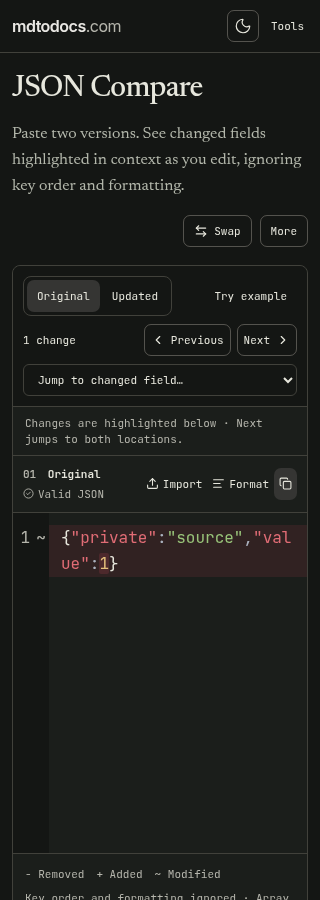 mdtodocs.com
Tools
JSON Compare
Paste two versions. See changed fields
highlighted in context as you edit, ignoring
key order and formatting.
Swap
More
Original
Updated
Try example
1 change
Previous
Next
Jump to changed field…
Changes are highlighted below · Next
jumps to both locations.
01 Original
Valid JSON
Import
Format
1 ~ {"private":"source","val
ue":1}
- Removed + Added ~ Modified
Key order and formatting ignored · Array